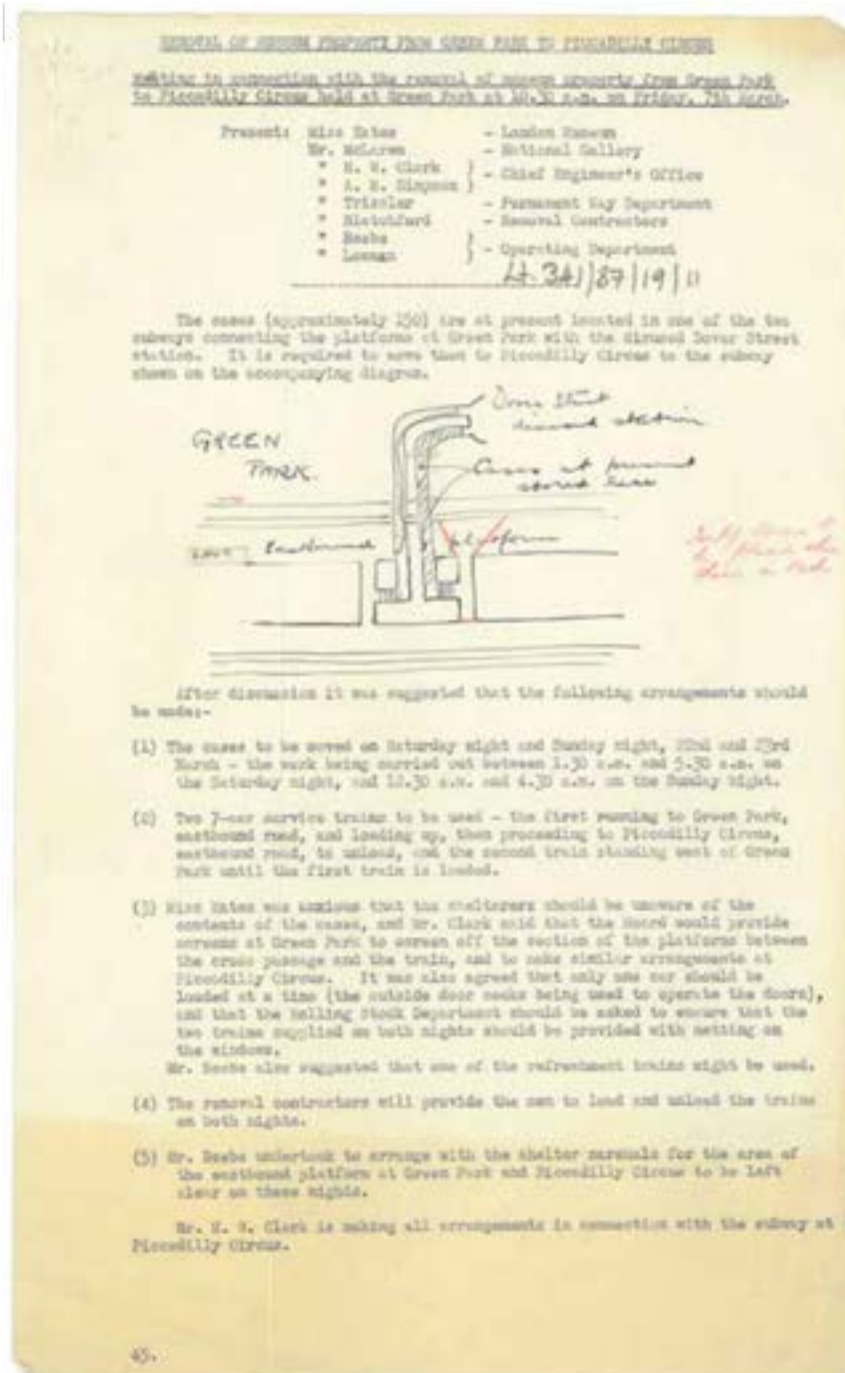 REMOVAL OF MUSEUM PROPERTY FROM GREEN PARK TO PICCADILLY CIRCUS
Meeting in connection with the removal of museum property from Green Park
to Piccadilly Circus held at Green Park at 10.30 a.m. on Friday, 7th March.
Present: Miss Kates - London Museum
Mr. McLaren - National Gallery
" H. W. Clark } - Chief Engineer's Office
" A. H. Simpson }
" - Permanent Way Department
" Blatchford - Removal Contractors
" Beebe } - Operating Department
" Looman }
LT 341/87/19/11
The cases (approximately 150) are at present located in one of the two
subways connecting the platforms at Green Park with the disused Dover Street
station. It is required to move them to Piccadilly Circus to the subway
shown on the accompanying diagram.
Dover Street
disused station
GREEN
PARK.
Cases at present
stored here
Eastbound platform
After discussion it was suggested that the following arrangements should
be made:-
(1) The cases to be moved on Saturday night and Sunday night, 22nd and 23rd
March - the work being carried out between 1.30 a.m. and 5.30 a.m. on
the Saturday night, and 12.30 a.m. and 4.30 a.m. on the Sunday night.
(2) Two 7-car service trains to be used - the first running to Green Park,
eastbound road, and loading up, then proceeding to Piccadilly Circus,
eastbound road, to unload, and the second train standing west of Green
Park until the first train is loaded.
(3) Miss Kates was anxious that the shelterers should be unaware of the
contents of the cases, and Mr. Clark said that the Board would provide
screens at Green Park to screen off the section of the platforms between
the cross passage and the train, and to make similar arrangements at
Piccadilly Circus. It was also agreed that only one car should be
loaded at a time (the outside door cocks being used to operate the doors),
and that the Rolling Stock Department should be asked to ensure that the
two trains supplied on both nights should be provided with netting on
the windows.
Mr. Beebe also suggested that one of the refreshment trains might be used.
(4) The removal contractors will provide the men to load and unload the trains
on both nights.
(5) Mr. Beebe undertook to arrange with the shelter marshals for the area of
the westbound platform at Green Park and Piccadilly Circus to be left
clear on these nights.
Mr. H. W. Clark is making all arrangements in connection with the subway at
Piccadilly Circus.
45.